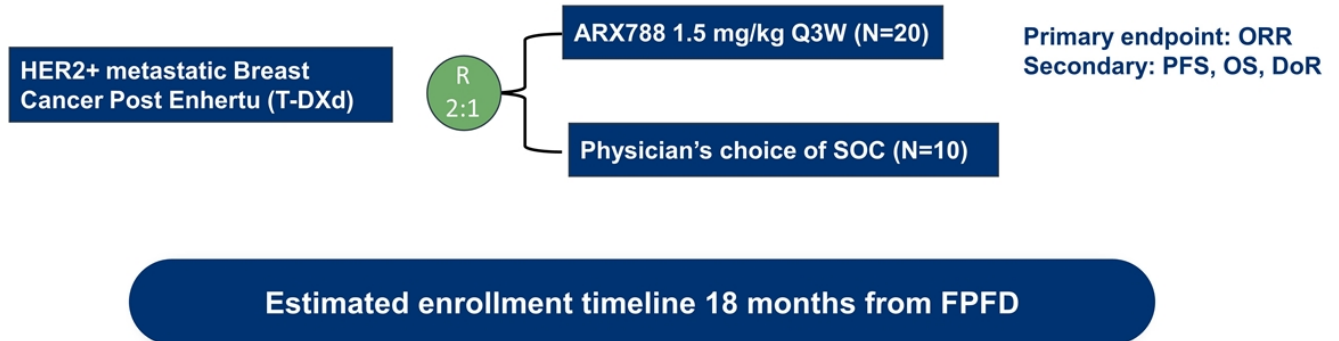 HER2+ metastatic Breast
Cancer Post Enhertu (T-DXd)
R
2:1
ARX788 1.5 mg/kg Q3W (N=20)
Physician's choice of SOC (N=10)
Primary endpoint: ORR
Secondary: PFS, OS, DoR
Estimated enrollment timeline 18 months from FPFD